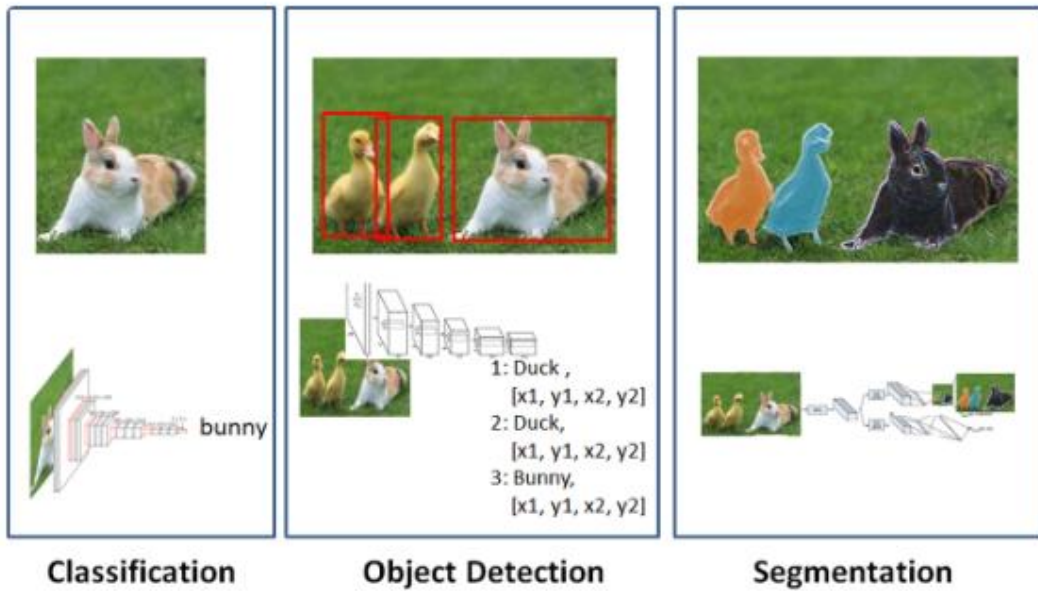 bunny
1: Duck ,
[x1, y1, x2, y2]
2: Duck,
[x1, y1, x2, y2]
3: Bunny,
[x1, y1, x2, y2]
Classification
Object Detection
Segmentation